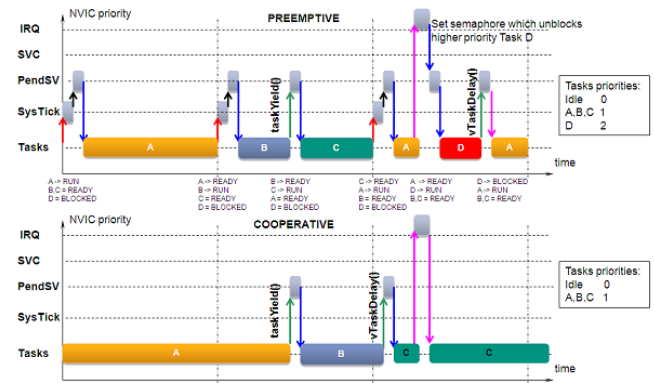 NVIC priority
PREEMPTIVE
IRQ
Set semaphore which unblocks
higher priority Task D
SVC
PendSV
taskYield()
vTaskDelay()
Tasks priorities:
Idle 0
A,B,C 1
D 2
SysTick
Tasks
A
B
C
A
D
A
time
A -> RUN
B,C = READY
D = BLOCKED
A -> READY
B -> RUN
C = READY
D = BLOCKED
B -> READY
C -> RUN
A = READY
D = BLOCKED
C -> READY
A -> RUN
B = READY
D = BLOCKED
A -> READY
D -> RUN
B,C = READY
D -> BLOCKED
A -> RUN
B,C = READY
NVIC priority
COOPERATIVE
IRQ
SVC
PendSV
taskYield()
vTaskDelay()
Tasks priorities:
Idle 0
A,B,C 1
SysTick
Tasks
A
B
C
C
time